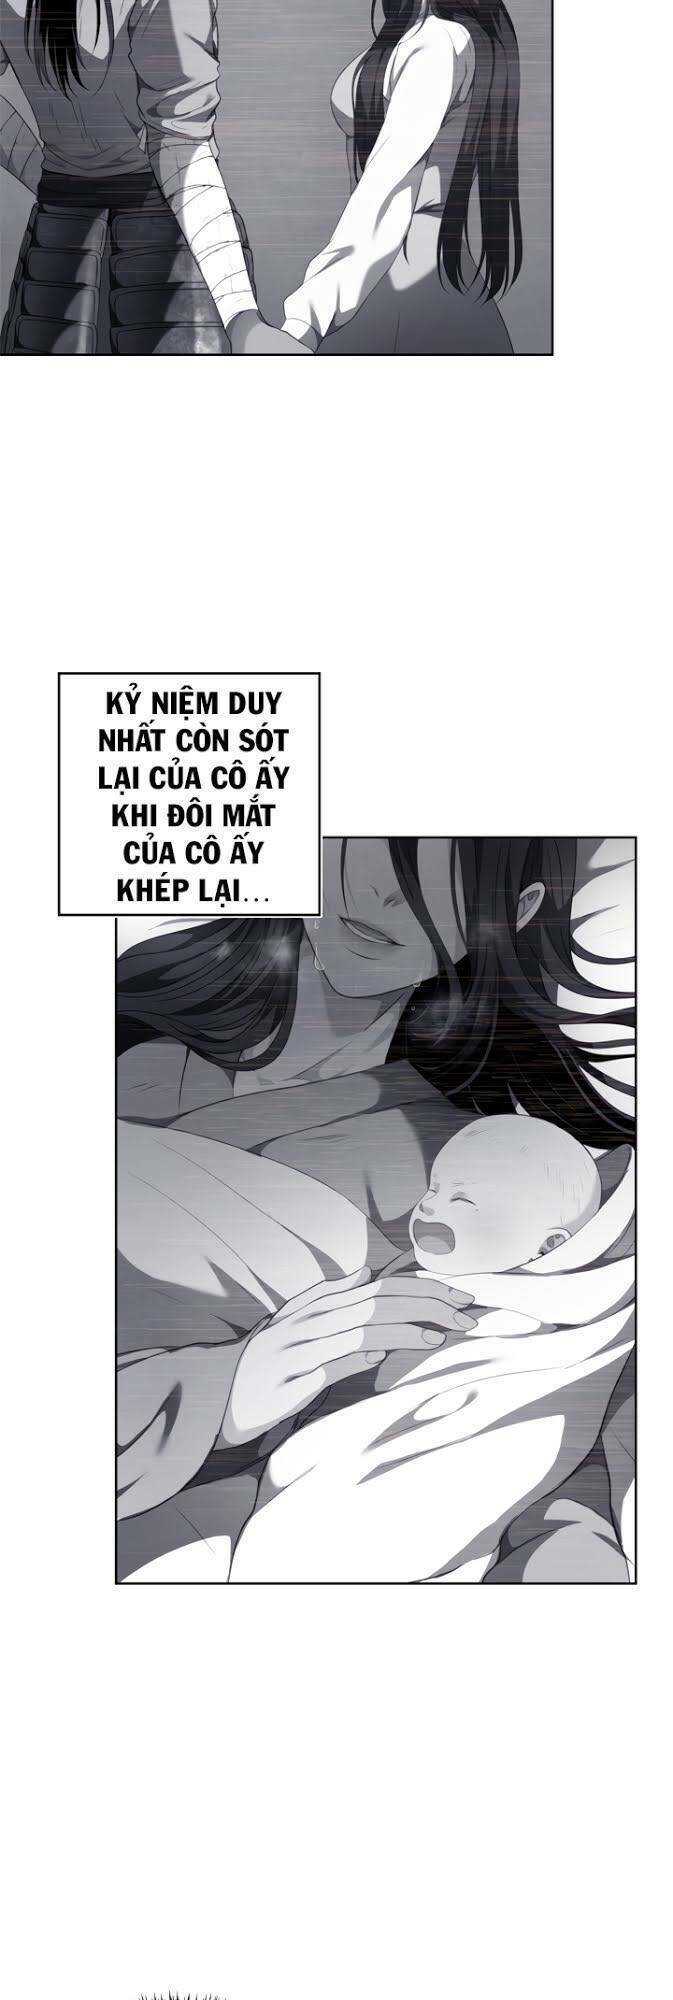 KỶ NIỆM DUY
NHẤT CÒN SÓT
LẠI CỦA CÔ ẤY
KHI ĐÔI MẮT
CỦA CÔ ẤY
KHÉP LẠI...